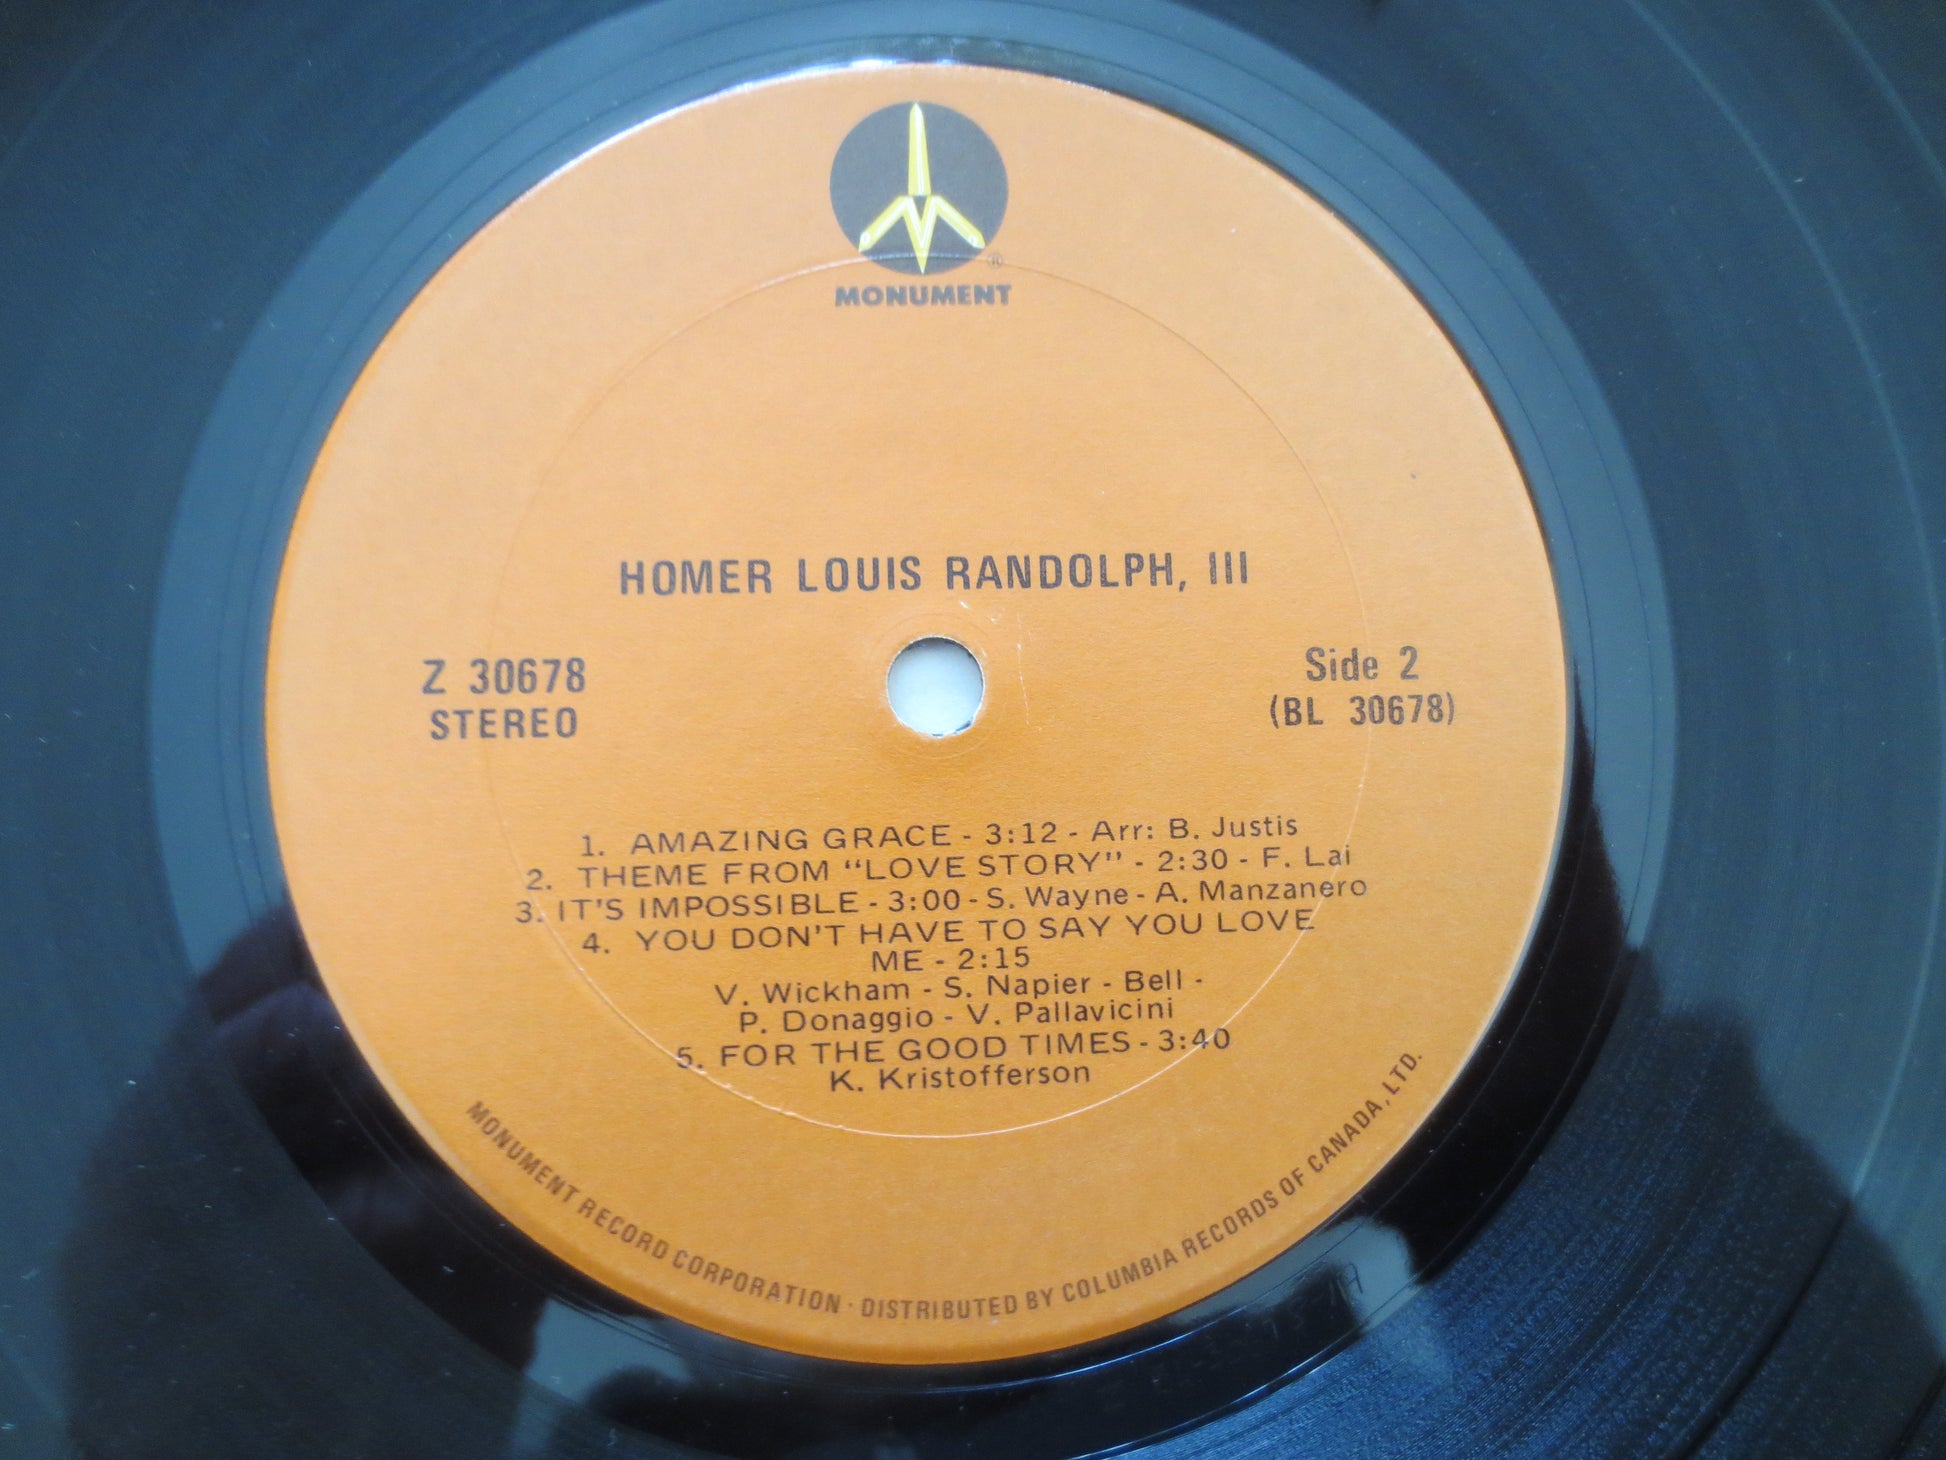 ®
MONUMENT
HOMER LOUIS RANDOLPH, III
Z 30678
STEREO
Side 2
(BL 30678)
1. AMAZING GRACE - 3:12 - Arr: B. Justis
2. THEME FROM “LOVE STORY” - 2:30 - F. Lai
3. IT'S IMPOSSIBLE - 3:00 - S. Wayne - A. Manzanero
4. YOU DON'T HAVE TO SAY YOU LOVE
ME - 2:15
V. Wickham - S. Napier - Bell -
P. Donaggio - V. Pallavicini
5. FOR THE GOOD TIMES - 3:40
K. Kristofferson
MONUMENT RECORD CORPORATION · DISTRIBUTED BY COLUMBIA RECORDS OF CANADA, LTD.